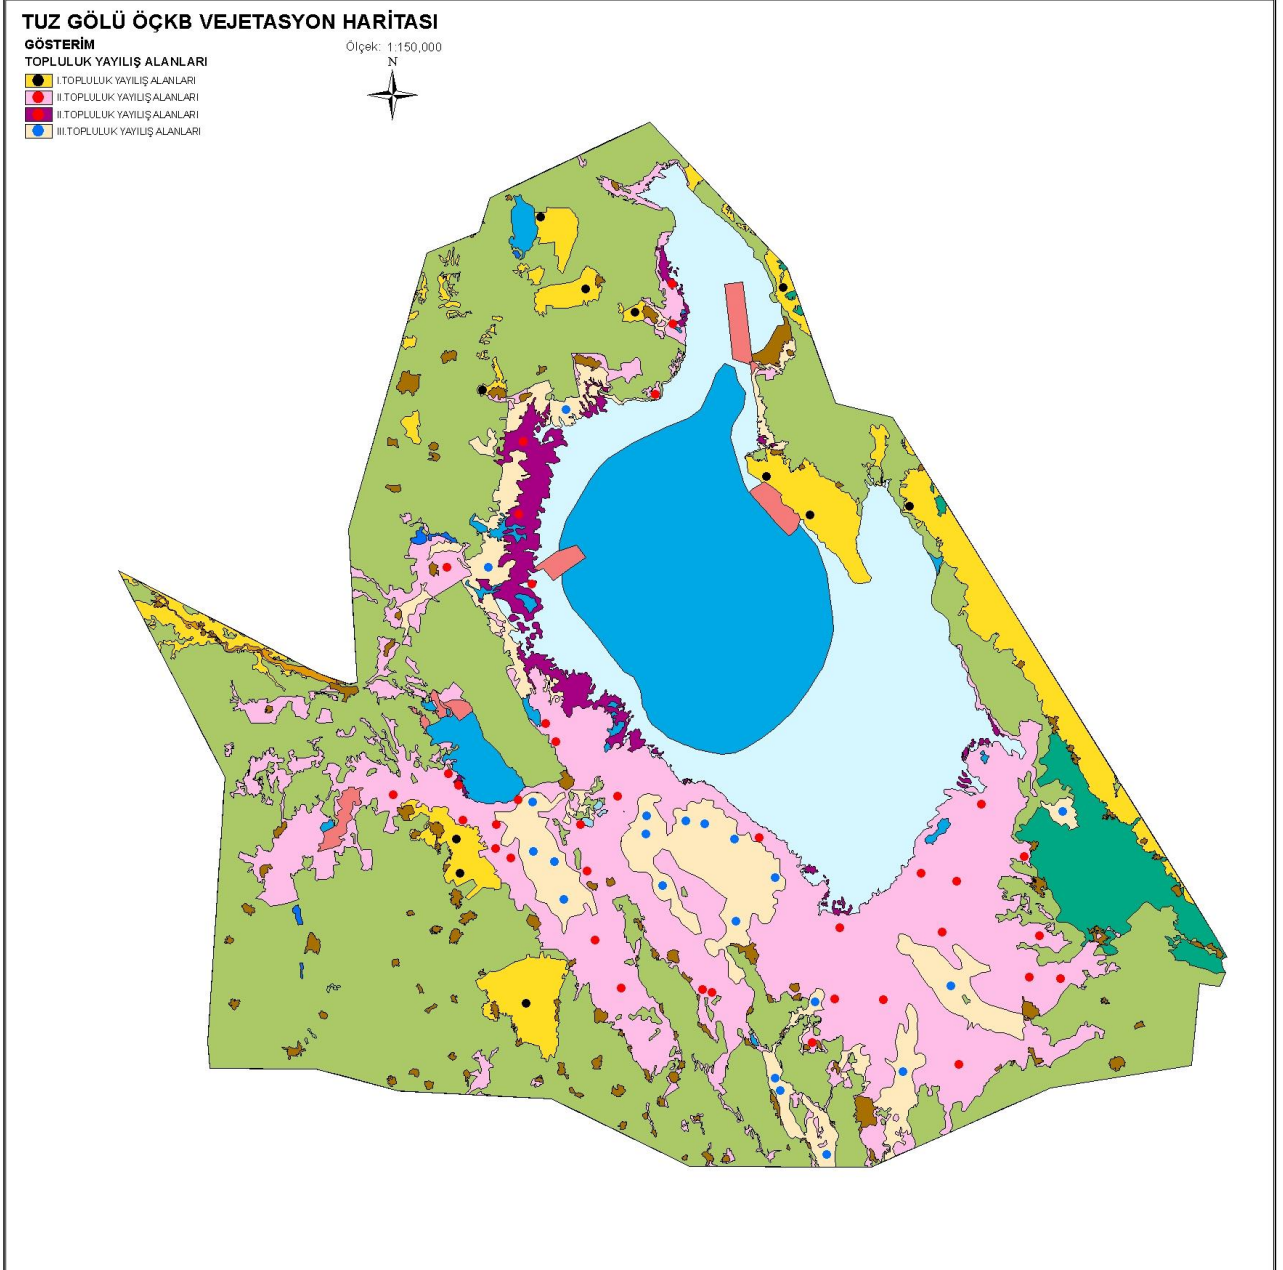 TUZ GÖLÜ ÖÇKB VEJETASYON HARİTASI
GÖSTERİM
Ölçek: 1:150,000
TOPLULUK YAYILIŞ ALANLARI
N
I.TOPLULUK YAYILIŞ ALANLARI
II.TOPLULUK YAYILIŞ ALANLARI
II.TOPLULUK YAYILIŞ ALANLARI
III.TOPLULUK YAYILIŞ ALANLARI